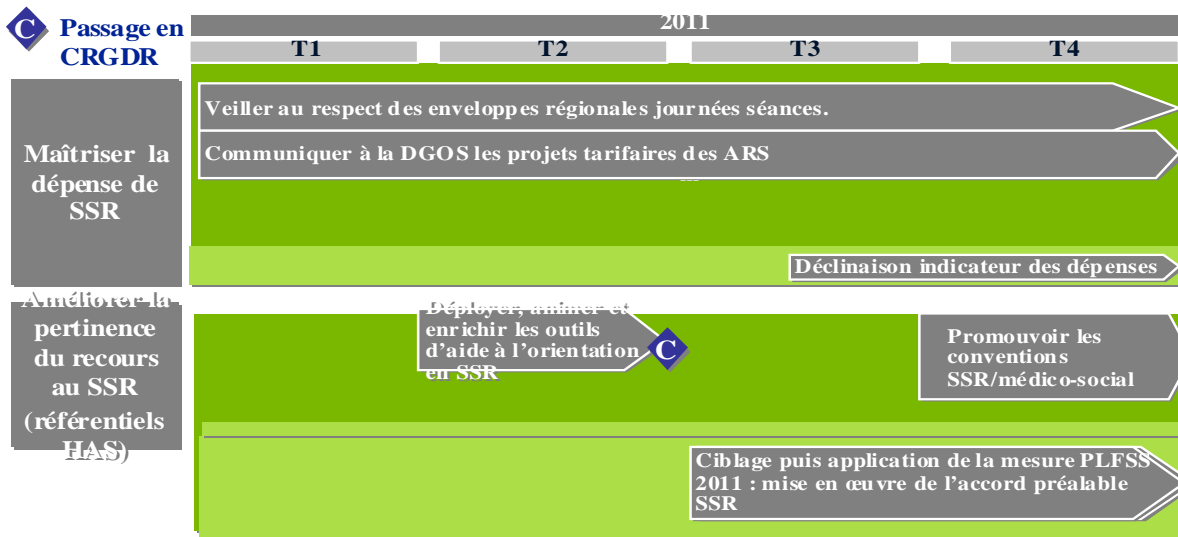 C Passage en
CRGDR
2011
T1 T2 T3 T4
Maîtriser la
dépense de
SSR
Veiller au respect des enveloppes régionales journées séances.
Communiquer à la DGOS les projets tarifaires des ARS
...
Déclinaison indicateur des dépenses
Améliorer la
pertinence
du recours
au SSR
(référentiels
HAS)
Déployer, animer et
enrichir les outils
d'aide à l'orientation
en SSR
C
Promouvoir les
conventions
SSR/médico-social
Ciblage puis application de la mesure PLFSS
2011 : mise en œuvre de l'accord préalable
SSR